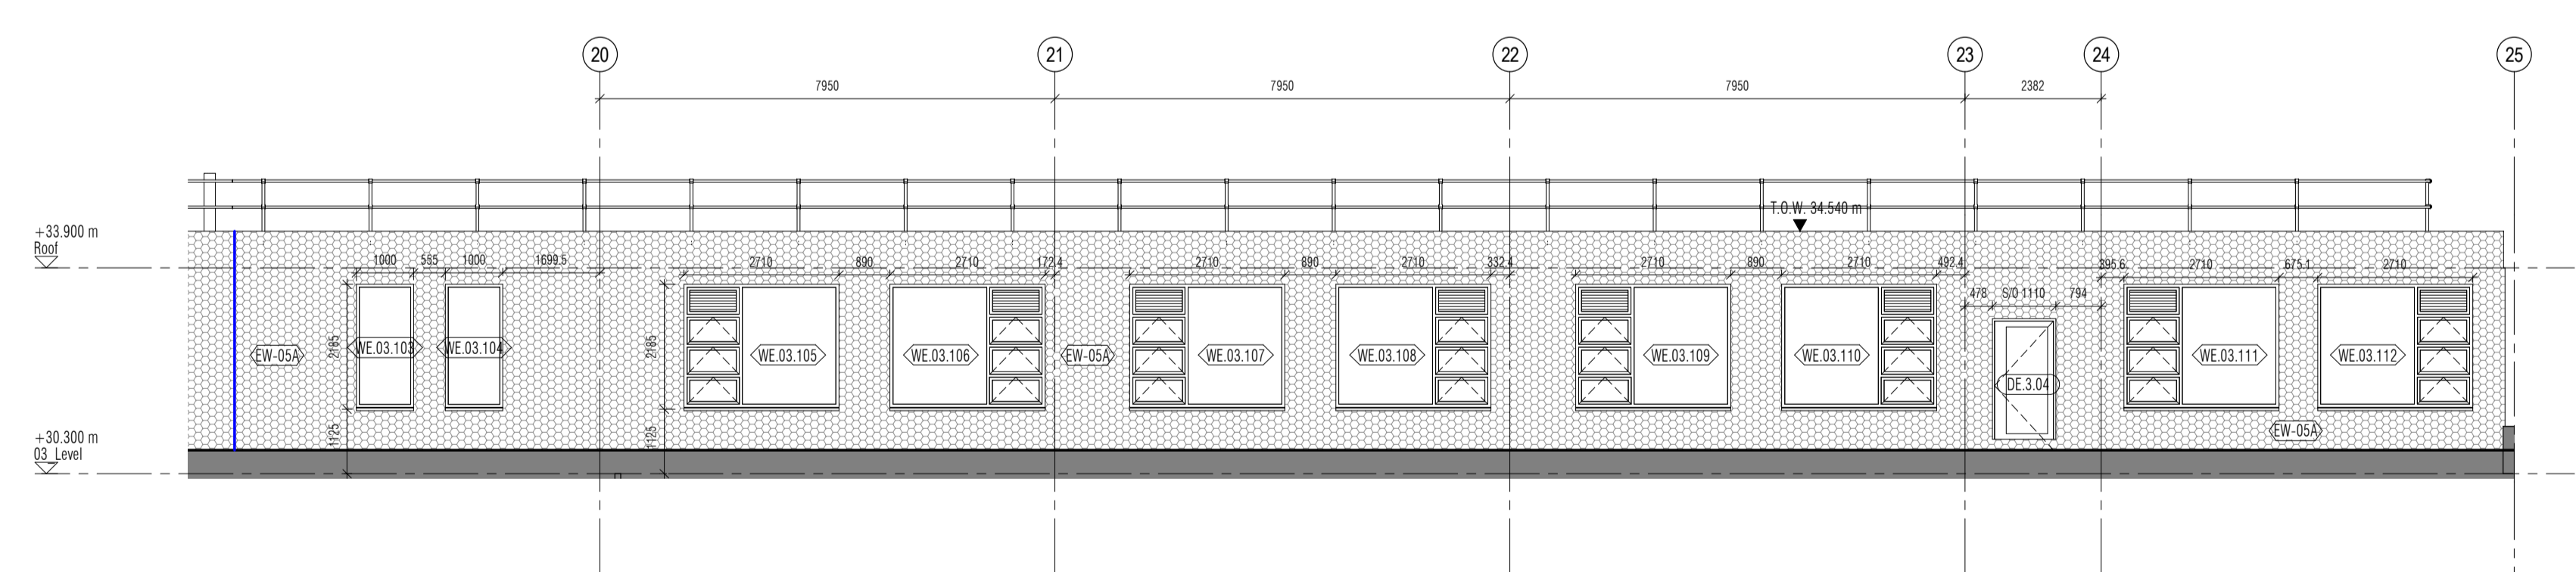 20
21
22
23
24
25
7950
7950
7950
2382
T.O.W. 34.540 m
+33.900 m
Roof
1000
555
1000
1699.5
2710
890
2710
172.4
2710
890
2710
332.4
2710
890
2710
492.4
395.6
2710
675.1
2710
478
S/O 1110
794
2185
2185
EW-05A
WE.03.103
WE.03.104
WE.03.105
WE.03.106
EW-05A
WE.03.107
WE.03.108
WE.03.109
WE.03.110
DE.3.04
WE.03.111
WE.03.112
EW-05A
+30.300 m
03_Level
1125
1125